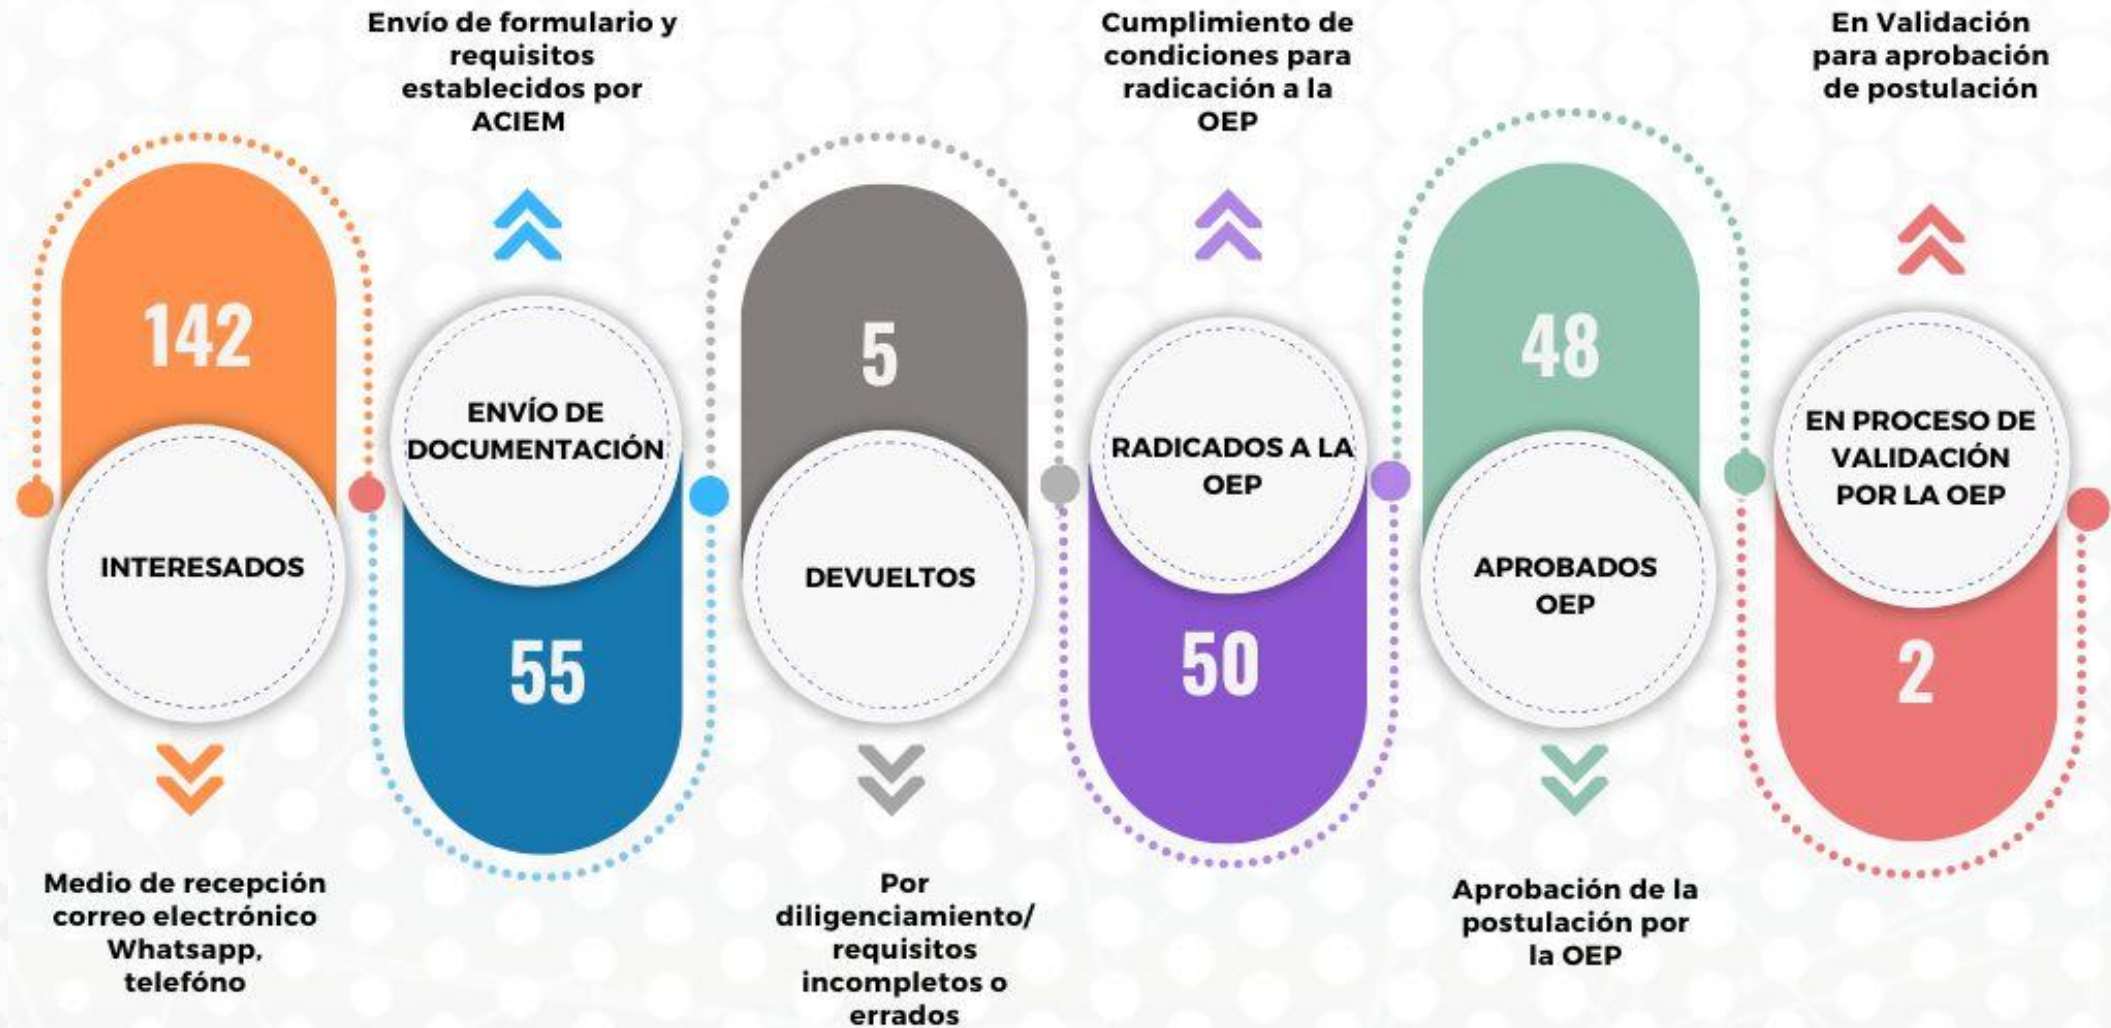 142
INTERESADOS
Medio de recepción
correo electrónico
Whatsapp,
telefóno
Envío de formulario y
requisitos
establecidos por
ACIEM
ENVÍO DE
DOCUMENTACIÓN
55
5
DEVUELTOS
Por
diligenciamiento/
requisitos
incompletos o
errados
Cumplimiento de
condiciones para
radicación a la
OEP
RADICADOS A LA
OEP
50
48
APROBADOS
OEP
Aprobación de la
postulación por
la OEP
En Validación
para aprobación
de postulación
EN PROCESO DE
VALIDACIÓN
POR LA OEP
2